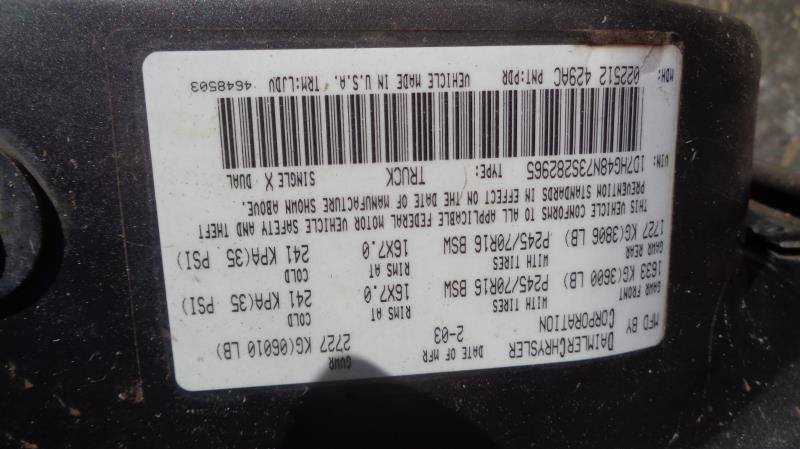 MFD BY DAIMLERCHRYSLER CORPORATION DATE OF MFR 2-03 GVWR 2727 KG(06010 LB)
GAWR FRONT 1633 KG(3600 LB) WITH TIRES P245/70R16 BSW RIMS AT 16X7.0 COLD 241 KPA(35 PSI)
GAWR REAR 1727 KG(3806 LB) WITH TIRES P245/70R16 BSW RIMS AT 16X7.0 COLD 241 KPA(35 PSI)
THIS VEHICLE CONFORMS TO ALL APPLICABLE FEDERAL MOTOR VEHICLE SAFETY AND THEFT
PREVENTION STANDARDS IN EFFECT ON THE DATE OF MANUFACTURE SHOWN ABOVE.
VIN: 1D7HG48N73S282965 TYPE: TRUCK SINGLE X DUAL
MDH: 022512 429AC PNT:PDR VEHICLE MADE IN U.S.A. TRM:LJDV 4648503